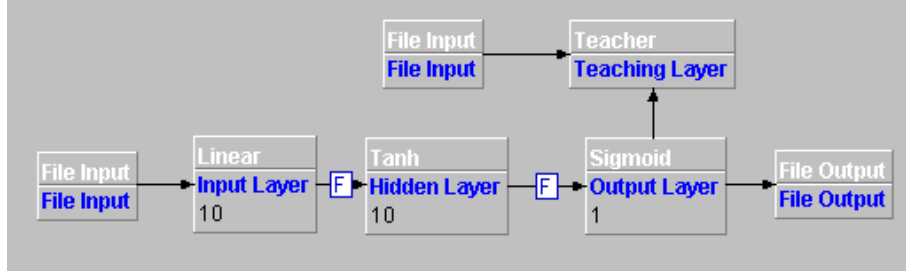 File Input
File Input
Teacher
Teaching Layer
File Input
File Input
Linear
Input Layer
10
F
Tanh
Hidden Layer
10
F
Sigmoid
Output Layer
1
File Output
File Output